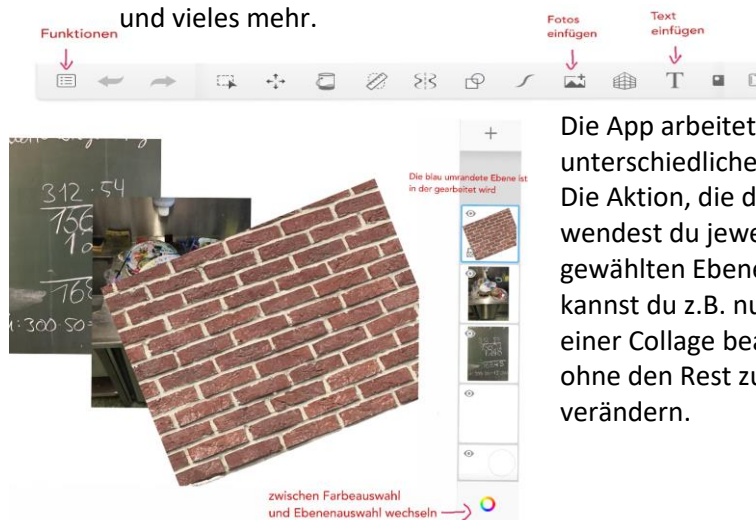 und vieles mehr.
Funktionen
Fotos
einfügen
Text
einfügen
T
Die App arbeitet
unterschiedliche
Die Aktion, die d
wendest du jewe
gewählten Ebene
kannst du z.B. nu
einer Collage bea
ohne den Rest zu
verändern.
Die blau umrandete Ebene ist
in der gearbeitet wird
312 · 54
300·50=
zwischen Farbeauswahl
und Ebenenauswahl wechseln